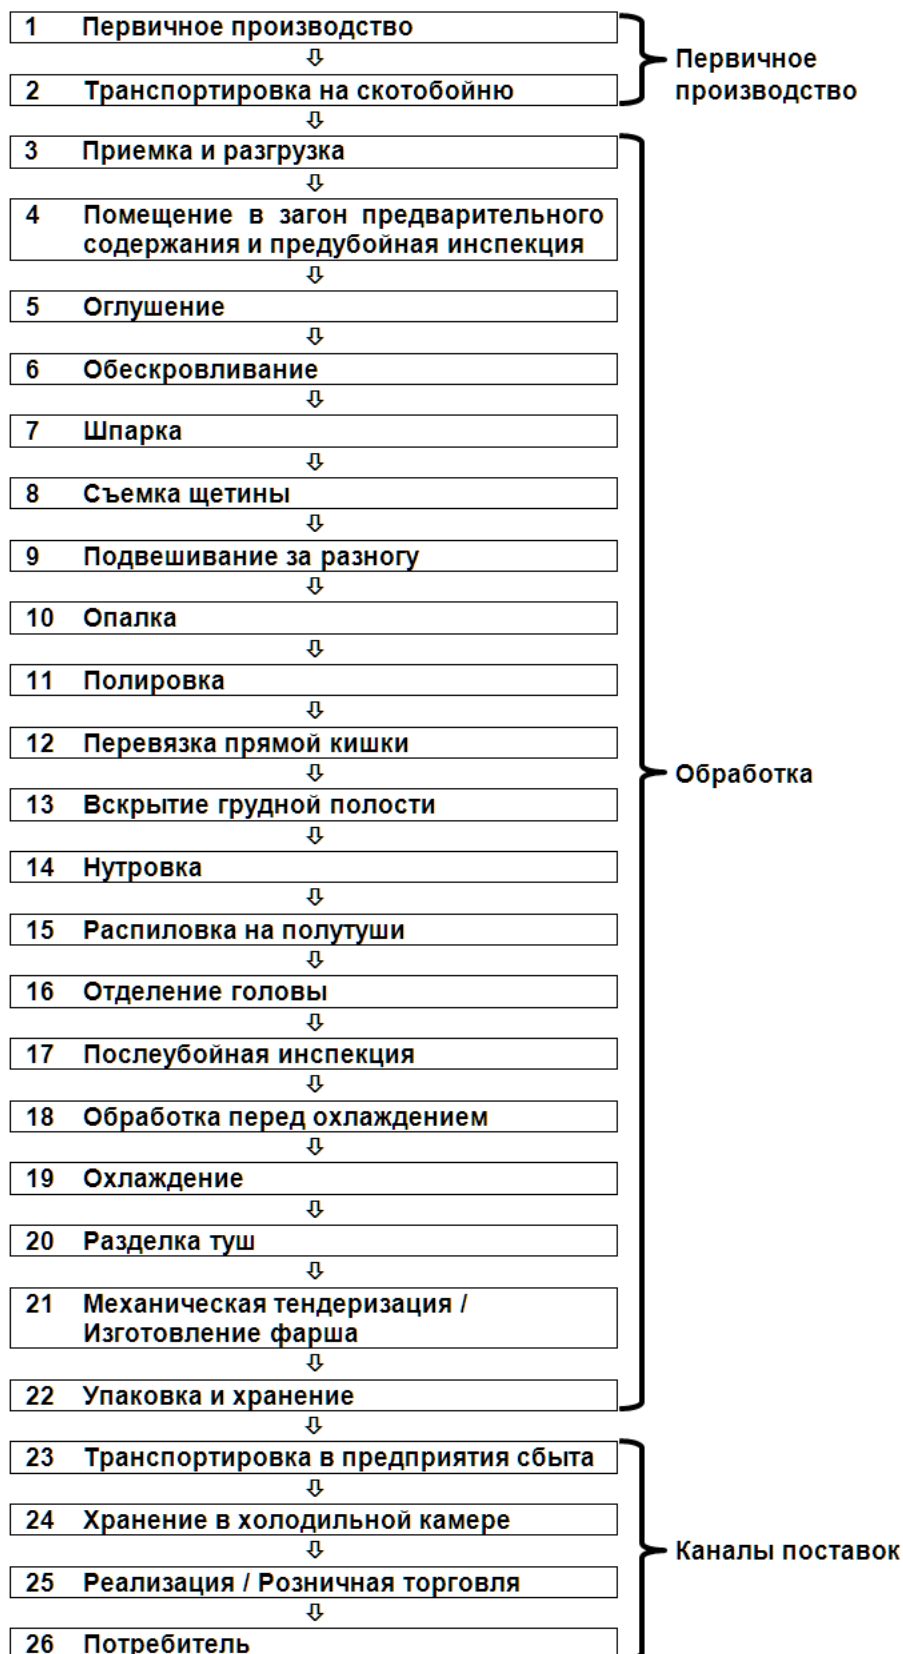 1 Первичное производство
⇩
2 Транспортировка на скотобойню
Первичное
производство
⇩
3 Приемка и разгрузка
⇩
4 Помещение в загон предварительного
содержания и предубойная инспекция
⇩
5 Оглушение
⇩
6 Обескровливание
⇩
7 Шпарка
⇩
8 Съемка щетины
⇩
9 Подвешивание за разногу
⇩
10 Опалка
⇩
11 Полировка
⇩
12 Перевязка прямой кишки
⇩
13 Вскрытие грудной полости
⇩
14 Нутровка
⇩
15 Распиловка на полутуши
⇩
16 Отделение головы
⇩
17 Послеубойная инспекция
⇩
18 Обработка перед охлаждением
⇩
19 Охлаждение
⇩
20 Разделка туш
⇩
21 Механическая тендеризация /
Изготовление фарша
⇩
22 Упаковка и хранение
Обработка
⇩
23 Транспортировка в предприятия сбыта
⇩
24 Хранение в холодильной камере
⇩
25 Реализация / Розничная торговля
⇩
26 Потребитель
Каналы поставок